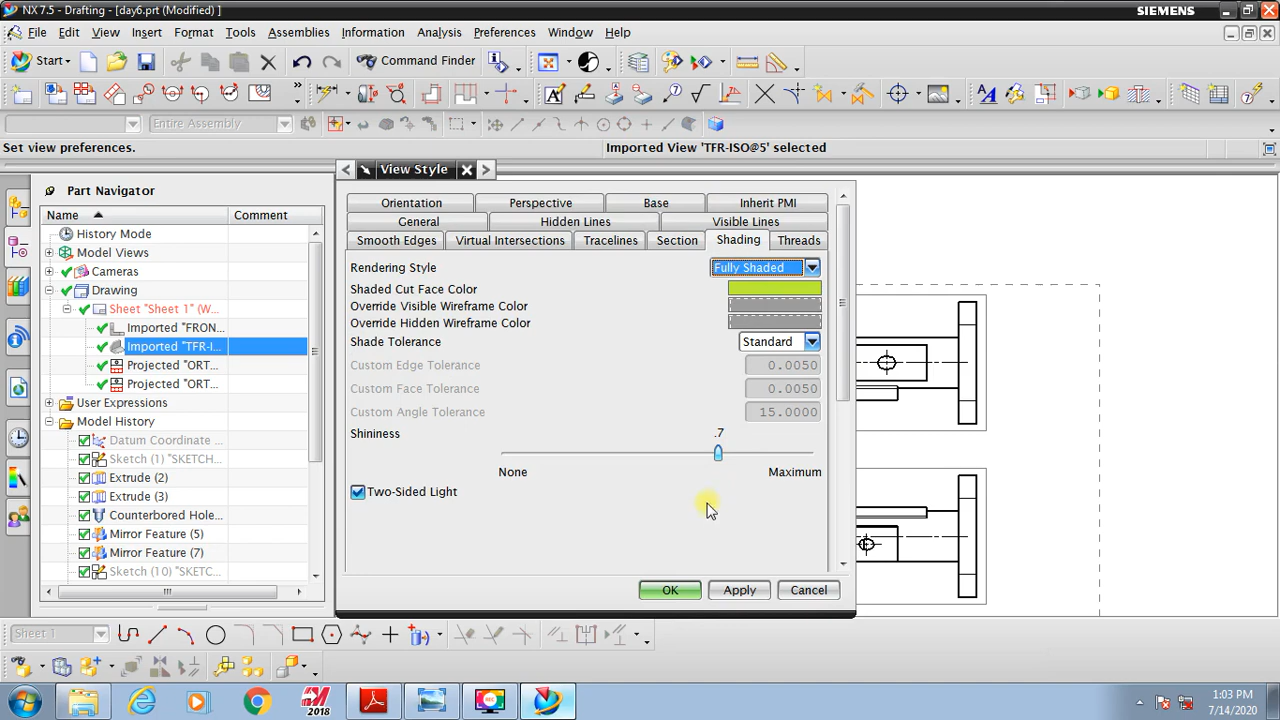 NX 7.5 - Drafting - [day6.prt (Modified) ]
SIEMENS
File Edit View Insert Format Tools Assemblies Information Analysis Preferences Window Help
Start Command Finder
Entire Assembly
Set view preferences.
Imported View 'TFR-ISO@5' selected
Part Navigator
Name Comment
History Mode
Model Views
Cameras
Drawing
Sheet "Sheet 1" (W...
Imported "FRON...
Imported "TFR-I...
Projected "ORT...
Projected "ORT...
User Expressions
Model History
Datum Coordinate ...
Sketch (1) "SKETCH...
Extrude (2)
Extrude (3)
Counterbored Hole...
Mirror Feature (5)
Mirror Feature (7)
Sketch (10) "SKETC...
View Style
Orientation Perspective Base Inherit PMI
General Hidden Lines Visible Lines
Smooth Edges Virtual Intersections Tracelines Section Shading Threads
Rendering Style Fully Shaded
Shaded Cut Face Color
Override Visible Wireframe Color
Override Hidden Wireframe Color
Shade Tolerance Standard
Custom Edge Tolerance 0.0050
Custom Face Tolerance 0.0050
Custom Angle Tolerance 15.0000
Shininess .7
None Maximum
Two-Sided Light
OK Apply Cancel
Sheet 1
2018
1:03 PM
7/14/2020